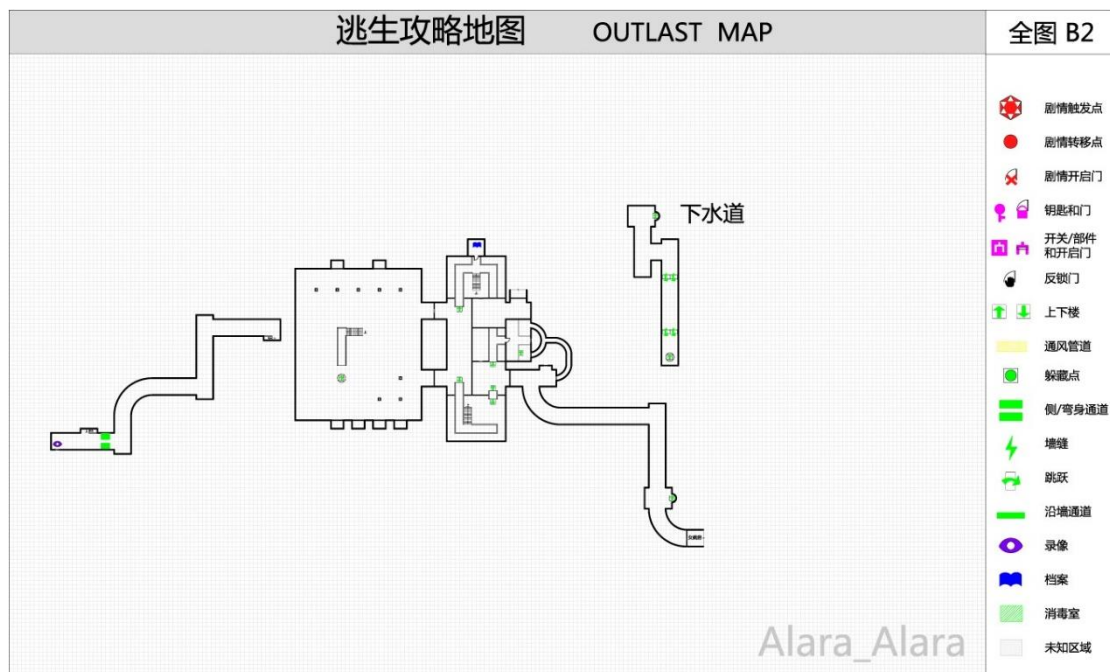 逃生攻略地图 OUTLAST MAP
全图 B2
剧情触发点
剧情转移点
剧情开启门
钥匙和门
开关/部件
和开启门
反锁门
上下楼
通风管道
躲藏点
侧/弯身通道
墙缝
跳跃
沿墙通道
录像
档案
消毒室
未知区域
下水道
Alara_Alara